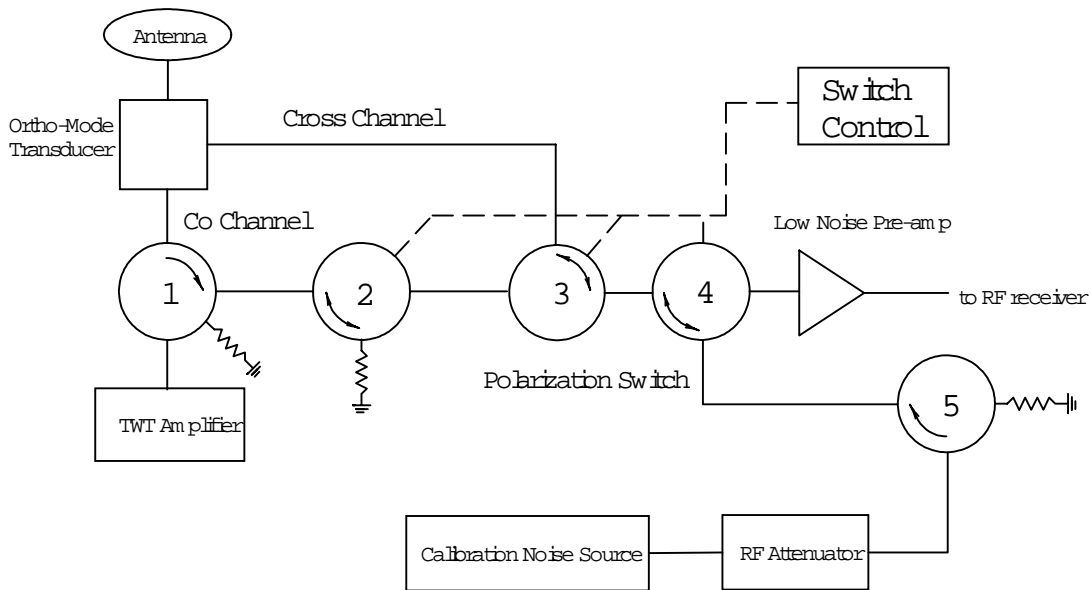 Antenna
Switch
Control
Ortho-Mode
Transducer
Cross Channel
Co Channel
Low Noise Pre-amp
1
2
3
4
to RF receiver
Polarization Switch
5
TWT Amplifier
Calibration Noise Source
RF Attenuator